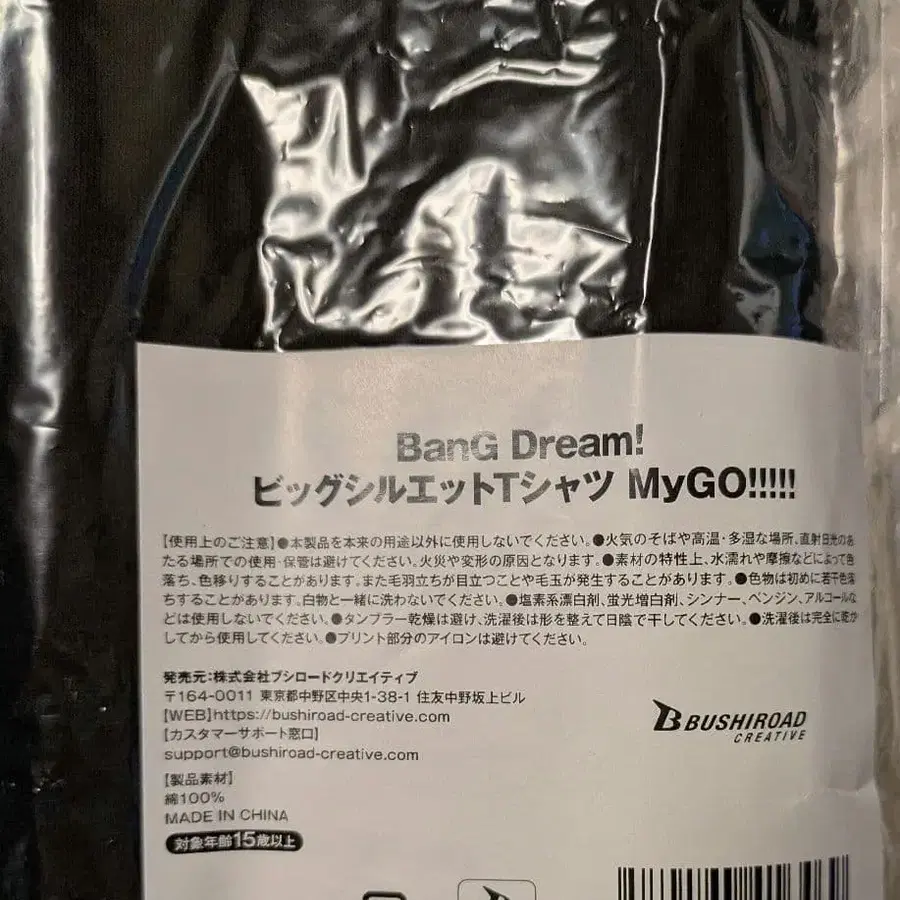 BanG Dream!
ビッグシルエットTシャツ MyGO!!!!!
【使用上のご注意】●本製品を本来の用途以外に使用しないでください。●火気のそばや高温・多湿な場所、直射日光のあ
たる場所での使用・保管は避けてください。火災や変形の原因となります。●素材の特性上、水濡れや摩擦などによって色
落ち、色移りすることがあります。また毛羽立ちが目立つことや毛玉が発生することがあります。●色物は初めに若干色落
ちすることがあります。白物と一緒に洗わないでください。●塩素系漂白剤、蛍光増白剤、シンナー、ベンジン、アルコールな
どは使用しないでください。●タンブラー乾燥は避け、洗濯後は形を整えて日陰で干してください。●洗濯後は完全に乾か
してから使用してください。●プリント部分のアイロンは避けてください。
発売元:株式会社ブシロードクリエイティブ
〒164-0011 東京都中野区中央1-38-1 住友中野坂上ビル
【WEB】https://bushiroad-creative.com
【カスタマーサポート窓口】
support@bushiroad-creative.com
BUSHIROAD
CREATIVE
【製品素材】
綿100%
MADE IN CHINA
対象年齢15歳以上